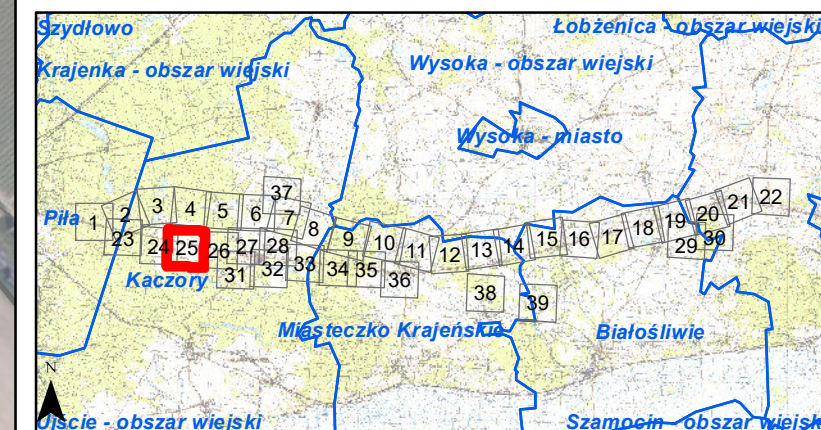 Szydłowo
Łobżenica - obszar wiejski
Krajenka - obszar wiejski
Wysoka - obszar wiejski
Wysoka - miasto
37
1 2 3 4 5 6 7 8 9 10 11 12 13 14 15 16 17 18 19 20 21 22
Piła
23 24 25 26 27 28 29 30
31 32 33 34 35 36
Kaczory
38 39
Miasteczko Krajeńskie
Białośliwie
N
Ujście - obszar wiejski
Szamocin - obszar wiejski